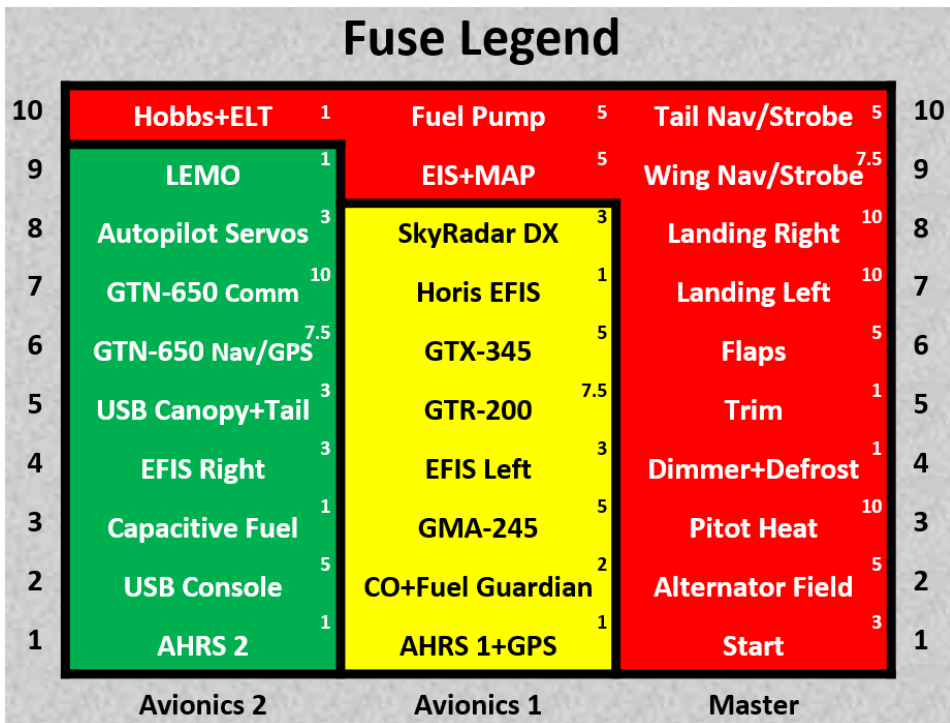 Fuse Legend
10 Hobbs+ELT 1 Fuel Pump 5 Tail Nav/Strobe 5 10
9 LEMO 1 EIS+MAP 5 Wing Nav/Strobe 7.5 9
8 Autopilot Servos 3 SkyRadar DX 3 Landing Right 10 8
7 GTN-650 Comm 10 Horis EFIS 1 Landing Left 10 7
6 GTN-650 Nav/GPS 7.5 GTX-345 5 Flaps 5 6
5 USB Canopy+Tail 3 GTR-200 7.5 Trim 1 5
4 EFIS Right 3 EFIS Left 3 Dimmer+Defrost 1 4
3 Capacitive Fuel 1 GMA-245 5 Pitot Heat 10 3
2 USB Console 5 CO+Fuel Guardian 2 Alternator Field 5 2
1 AHRS 2 1 AHRS 1+GPS 1 Start 3 1
Avionics 2 Avionics 1 Master